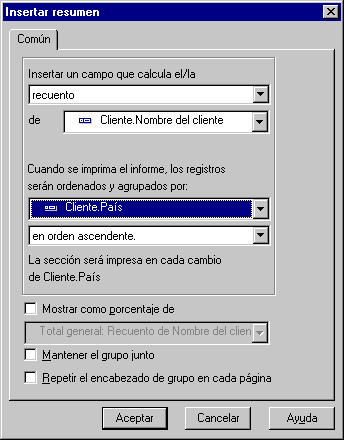 Insertar resumen
Común
Insertar un campo que calcula el/la
recuento
de Cliente.Nombre del cliente
Cuando se imprima el informe, los registros
serán ordenados y agrupados por:
Cliente.País
en orden ascendente.
La sección será impresa en cada cambio
de Cliente.País
Mostrar como porcentaje de
Total general: Recuento de Nombre del clien
Mantener el grupo junto
Repetir el encabezado de grupo en cada página
Aceptar Cancelar Ayuda